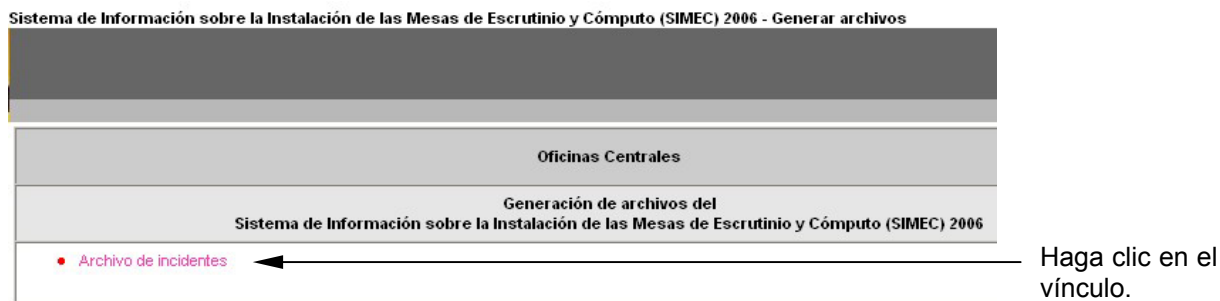 Sistema de Información sobre la Instalación de las Mesas de Escrutinio y Cómputo (SIMEC) 2006 - Generar archivos
Oficinas Centrales
Generación de archivos del
Sistema de Información sobre la Instalación de las Mesas de Escrutinio y Cómputo (SIMEC) 2006
Archivo de incidentes
Haga clic en el
vínculo.